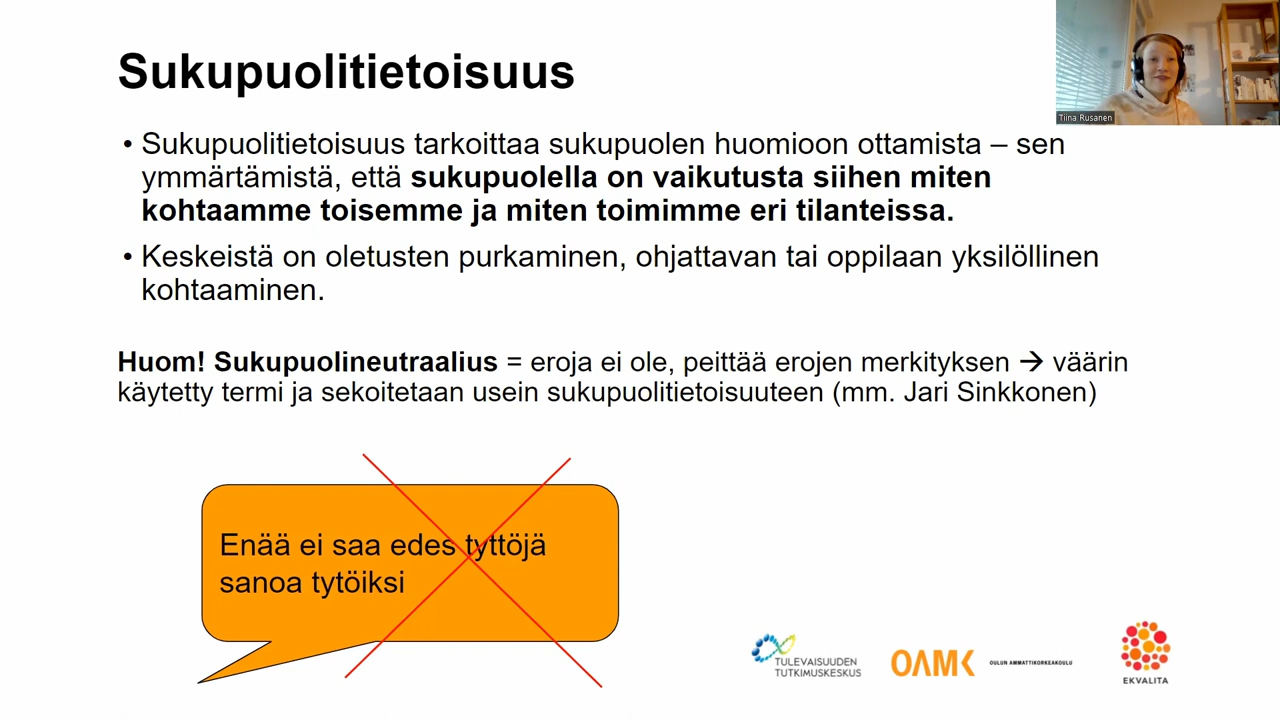 Sukupuolitietoisuus
Tiina Rusanen
• Sukupuolitietoisuus tarkoittaa sukupuolen huomioon ottamista – sen
ymmärtämistä, että sukupuolella on vaikutusta siihen miten
kohtaamme toisemme ja miten toimimme eri tilanteissa.
• Keskeistä on oletusten purkaminen, ohjattavan tai oppilaan yksilöllinen
kohtaaminen.
Huom! Sukupuolineutraalius = eroja ei ole, peittää erojen merkityksen → väärin
käytetty termi ja sekoitetaan usein sukupuolitietoisuuteen (mm. Jari Sinkkonen)
Enää ei saa edes tyttöjä
sanoa tytöiksi
TULEVAISUUDEN
TUTKIMUSKESKUS
OAMK
OULUN AMMATTIKORKEAKOULU
EKVALITA